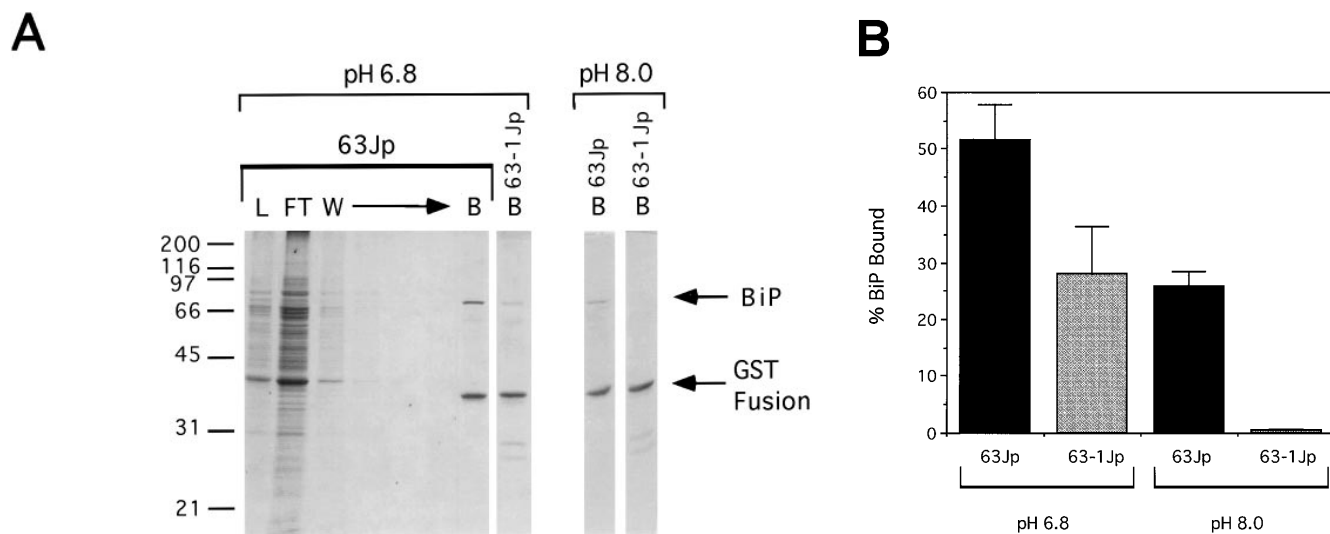 A
pH 6.8
pH 8.0
63Jp
63-1Jp
63Jp
63-1Jp
L FT W B B B B
200
116
97
66
45
31
21
BiP
GST
Fusion
B
% BiP Bound
60
50
40
30
20
10
0
63Jp 63-1Jp 63Jp 63-1Jp
pH 6.8 pH 8.0